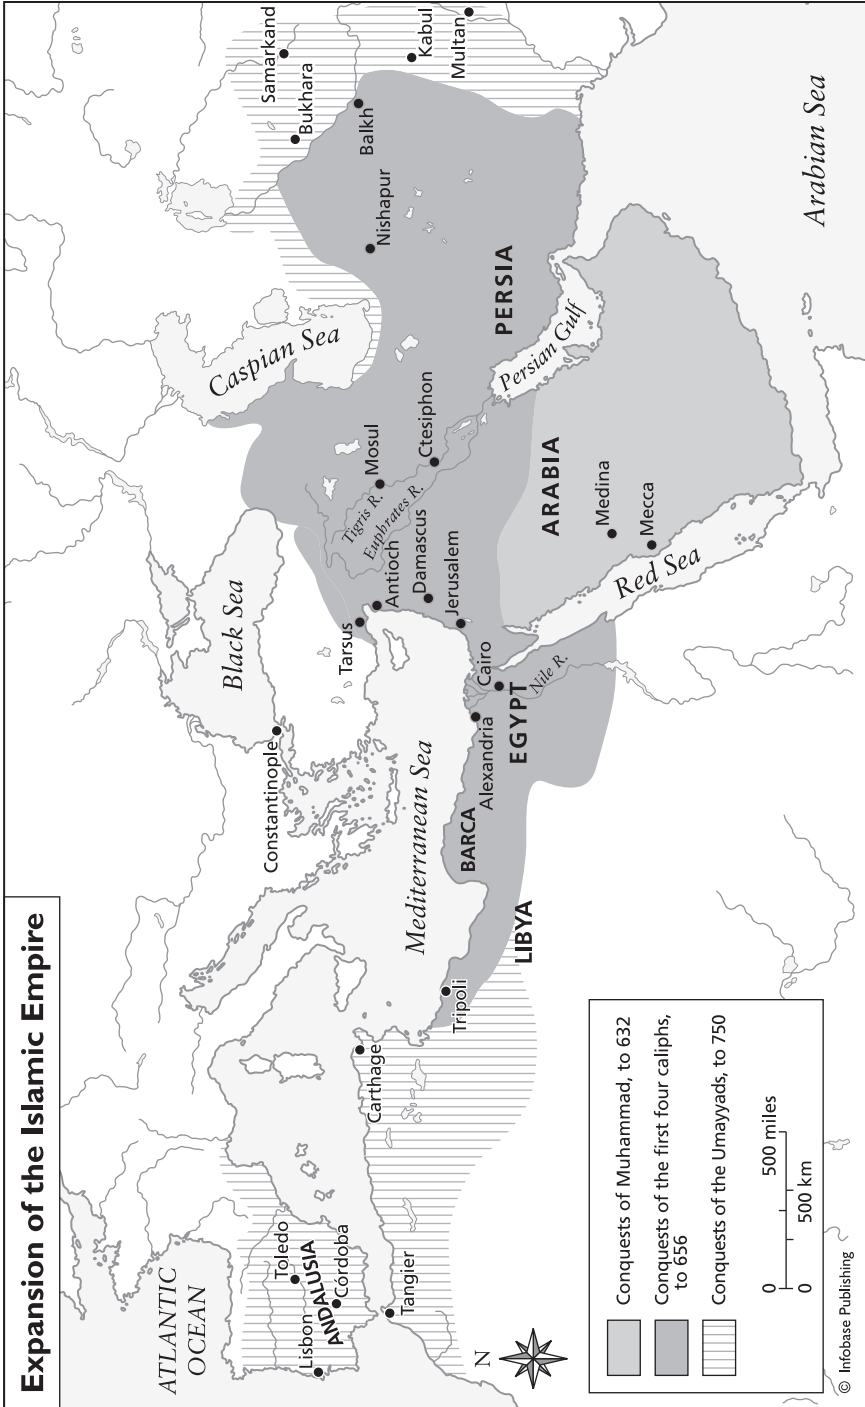 Expansion of the Islamic Empire
ATLANTIC
OCEAN
Lisbon
Toledo
ANDALUSIA
Córdoba
Tangier
Carthage
Tripoli
LIBYA
BARCA
Mediterranean Sea
Constantinople
Black Sea
Alexandria
EGYPT
Cairo
Nile R.
Tarsus
Antioch
Damascus
Jerusalem
Tigris R.
Euphrates R.
Mosul
Ctesiphon
Red Sea
Mecca
Medina
ARABIA
Caspian Sea
PERSIA
Persian Gulf
Nishapur
Balkh
Bukhara
Samarkand
Kabul
Multan
Arabian Sea
N
Conquests of Muhammad, to 632
Conquests of the first four caliphs,
to 656
Conquests of the Umayyads, to 750
0 500 miles
0 500 km
© Infobase Publishing